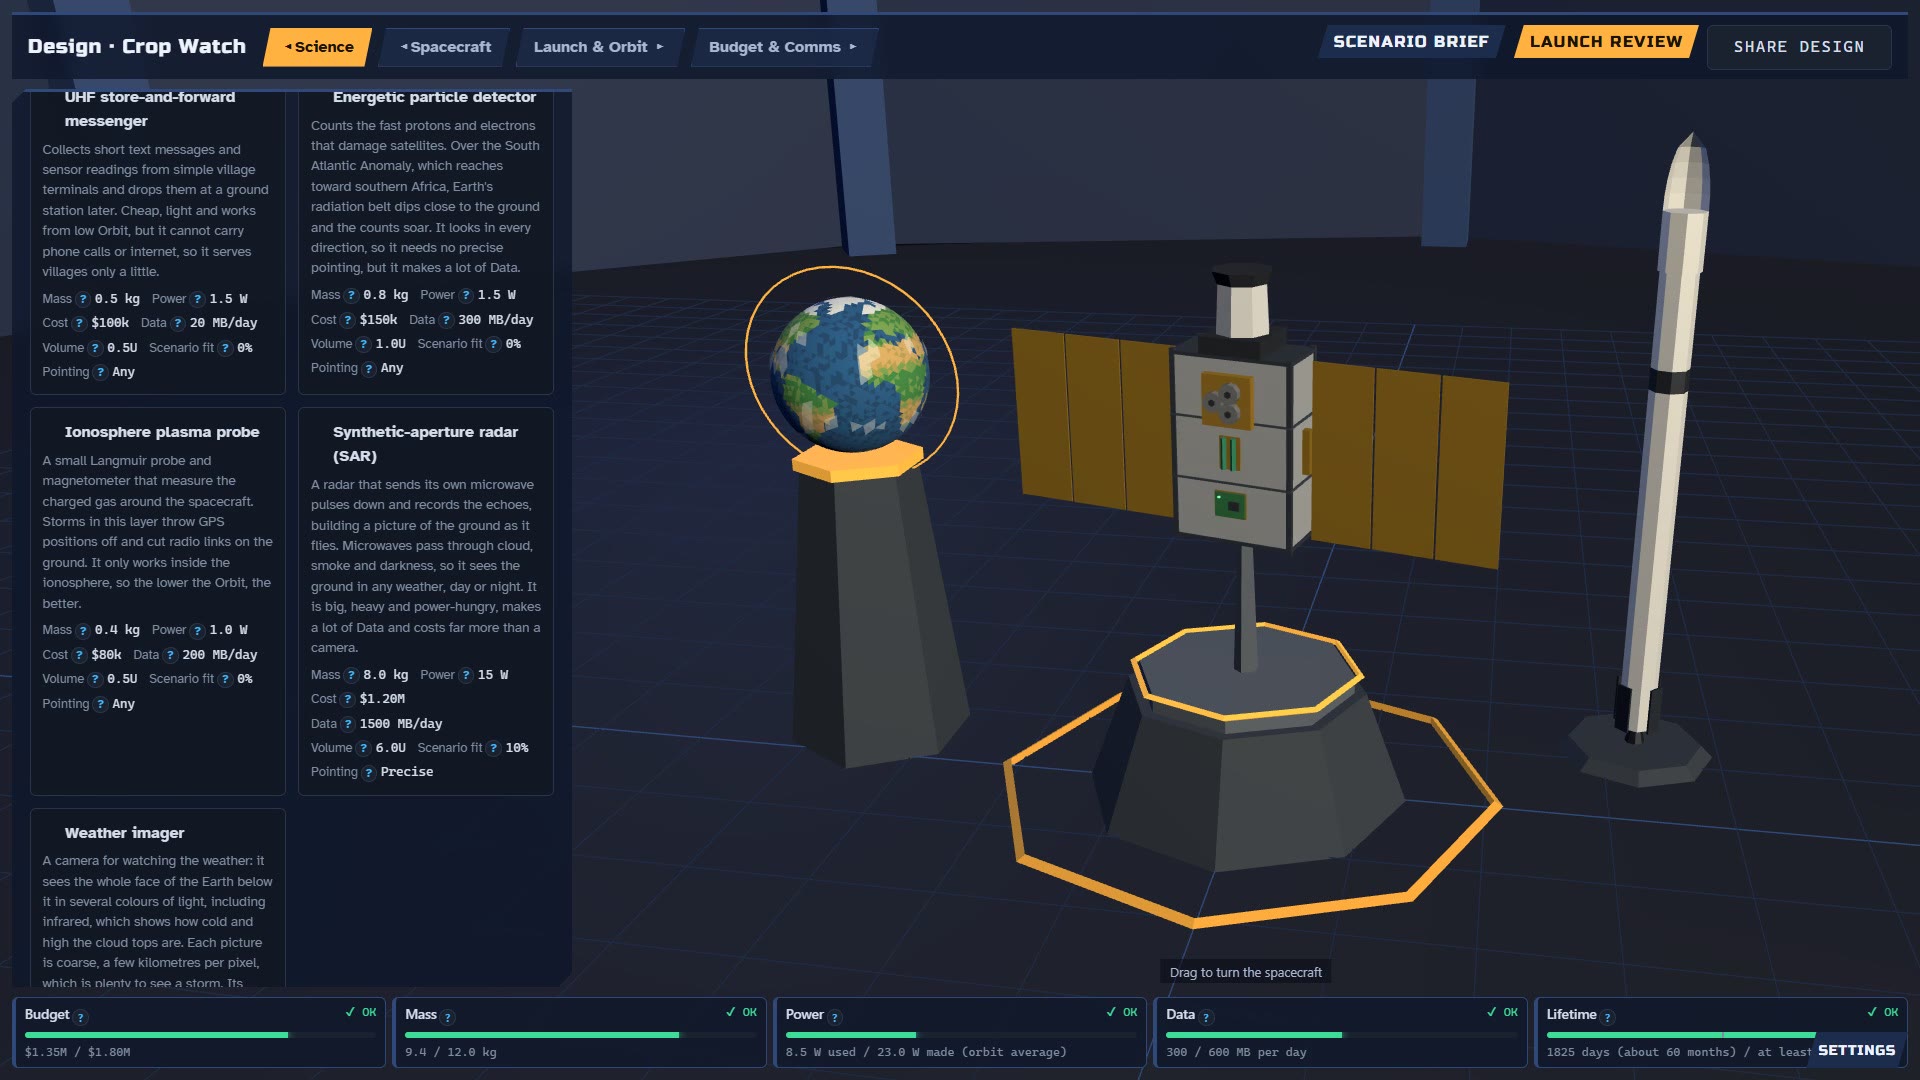 Design · Crop Watch
◂ Science
◂ Spacecraft
Launch & Orbit ▸
Budget & Comms ▸
SCENARIO BRIEF
LAUNCH REVIEW
SHARE DESIGN
UHF store-and-forward
messenger
Collects short text messages and
sensor readings from simple village
terminals and drops them at a ground
station later. Cheap, light and works
from low Orbit, but it cannot carry
phone calls or internet, so it serves
villages only a little.
Mass ? 0.5 kg Power ? 1.5 W
Cost ? $100k Data ? 20 MB/day
Volume ? 0.5U Scenario fit ? 0%
Pointing ? Any
Energetic particle detector
Counts the fast protons and electrons
that damage satellites. Over the South
Atlantic Anomaly, which reaches
toward southern Africa, Earth's
radiation belt dips close to the ground
and the counts soar. It looks in every
direction, so it needs no precise
pointing, but it makes a lot of Data.
Mass ? 0.8 kg Power ? 1.5 W
Cost ? $150k Data ? 300 MB/day
Volume ? 1.0U Scenario fit ? 0%
Pointing ? Any
Ionosphere plasma probe
A small Langmuir probe and
magnetometer that measure the
charged gas around the spacecraft.
Storms in this layer throw GPS
positions off and cut radio links on the
ground. It only works inside the
ionosphere, so the lower the Orbit, the
better.
Mass ? 0.4 kg Power ? 1.0 W
Cost ? $80k Data ? 200 MB/day
Volume ? 0.5U Scenario fit ? 0%
Pointing ? Any
Synthetic-aperture radar
(SAR)
A radar that sends its own microwave
pulses down and records the echoes,
building a picture of the ground as it
flies. Microwaves pass through cloud,
smoke and darkness, so it sees the
ground in any weather, day or night. It
is big, heavy and power-hungry, makes
a lot of Data and costs far more than a
camera.
Mass ? 8.0 kg Power ? 15 W
Cost ? $1.20M
Data ? 1500 MB/day
Volume ? 6.0U Scenario fit ? 10%
Pointing ? Precise
Weather imager
A camera for watching the weather: it
sees the whole face of the Earth below
it in several colours of light, including
infrared, which shows how cold and
high the cloud tops are. Each picture
is coarse, a few kilometres per pixel,
which is plenty to see a storm. Its
Drag to turn the spacecraft
Budget ? ✓ OK
$1.35M / $1.80M
Mass ? ✓ OK
9.4 / 12.0 kg
Power ? ✓ OK
8.5 W used / 23.0 W made (orbit average)
Data ? ✓ OK
300 / 600 MB per day
Lifetime ? ✓ OK
1825 days (about 60 months) / at least
SETTINGS